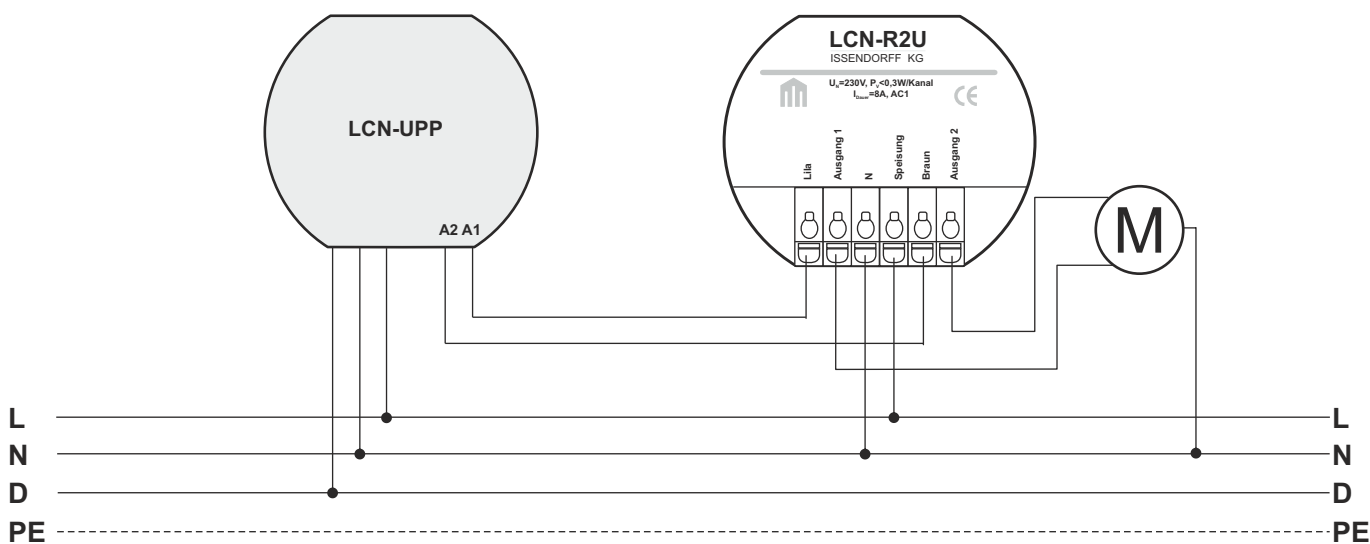 LCN-UPP
A2 A1
LCN-R2U
ISSENDORFF KG
Uₙ=230V, Pᵥ<0,3W/Kanal
I_Dauer=8A, AC1
CE
Lila
Ausgang 1
N
Speisung
Braun
Ausgang 2
M
L
L
N
N
D
D
PE
PE